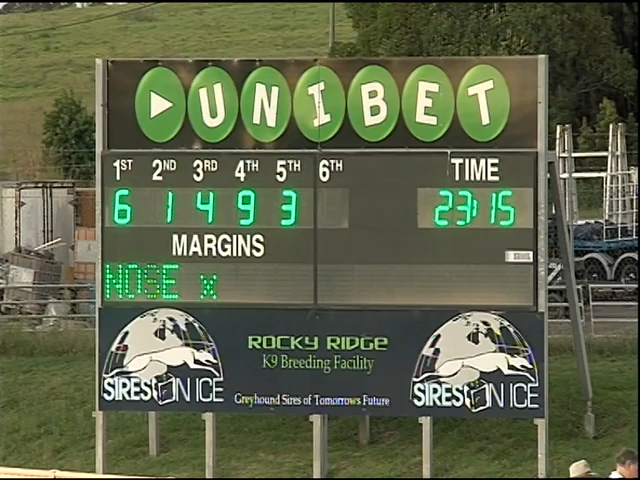 UNIBET
1ST 2ND 3RD 4TH 5TH 6TH TIME
6 1 4 9 3 23:15
MARGINS
NOSE x
ROCKY RIDGE
K9 Breeding Facility
SIRES ON ICE
Greyhound Sires of Tomorrows Future
SIRES ON ICE